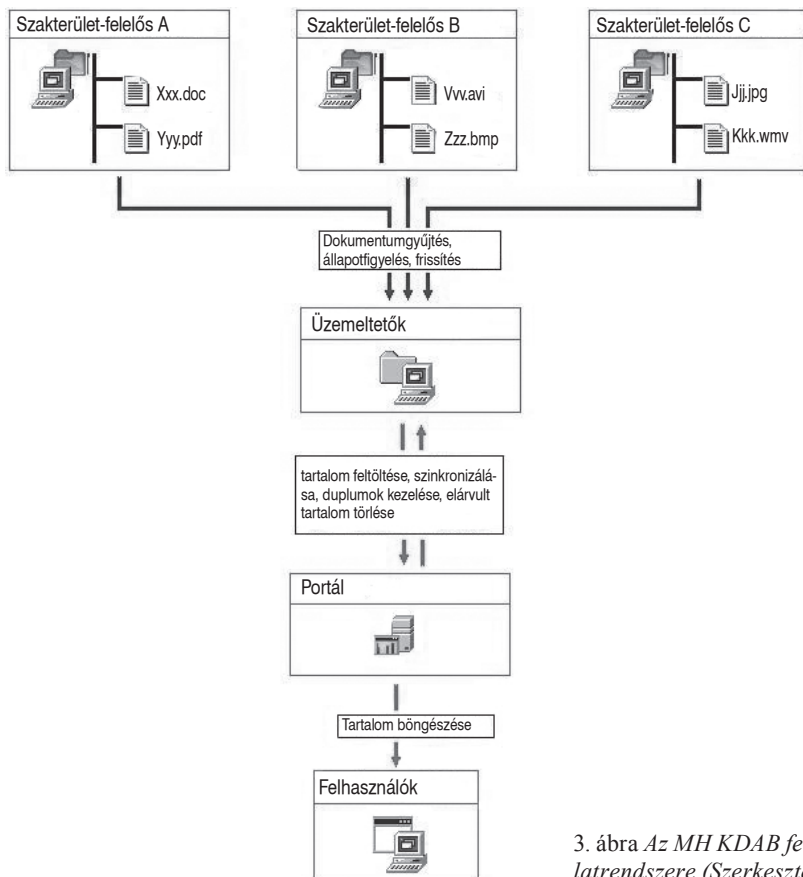 Szakterület-felelős A
Xxx.doc
Yyy.pdf
Szakterület-felelős B
Vvv.avi
Zzz.bmp
Szakterület-felelős C
Jjj.jpg
Kkk.wmv
Dokumentumgyűjtés,
állapotfigyelés, frissítés
Üzemeltetők
tartalom feltöltése, szinkronizálá-
sa, duplumok kezelése, elárvult
tartalom törlése
Portál
Tartalom böngészése
Felhasználók
3. ábra Az MH KDAB fe
latrendszere (Szerkeszt